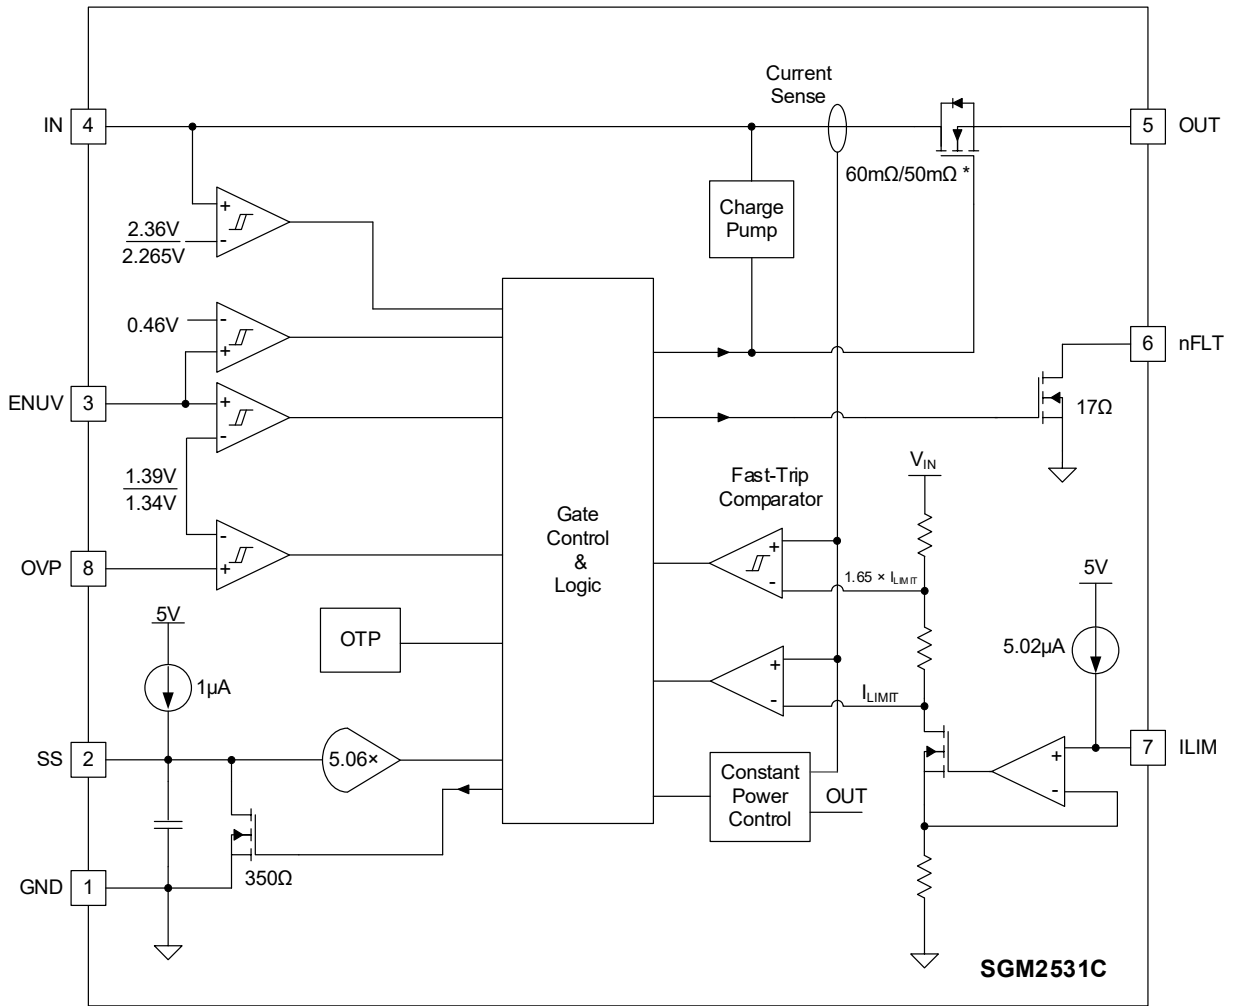 Current
Sense
IN
4
5
OUT
60mΩ/50mΩ *
+
-
2.36V
2.265V
Charge
Pump
0.46V
-
+
6
nFLT
ENUV
3
+
-
17Ω
1.39V
1.34V
Fast-Trip
Comparator
VIN
Gate
Control
&
Logic
-
+
OVP
8
+
-
1.65 × ILIMIT
5V
5V
OTP
5.02µA
1µA
+
-
ILIMIT
SS
2
5.06×
7
ILIM
+
-
Constant
Power
Control
OUT
350Ω
GND
1
SGM2531C